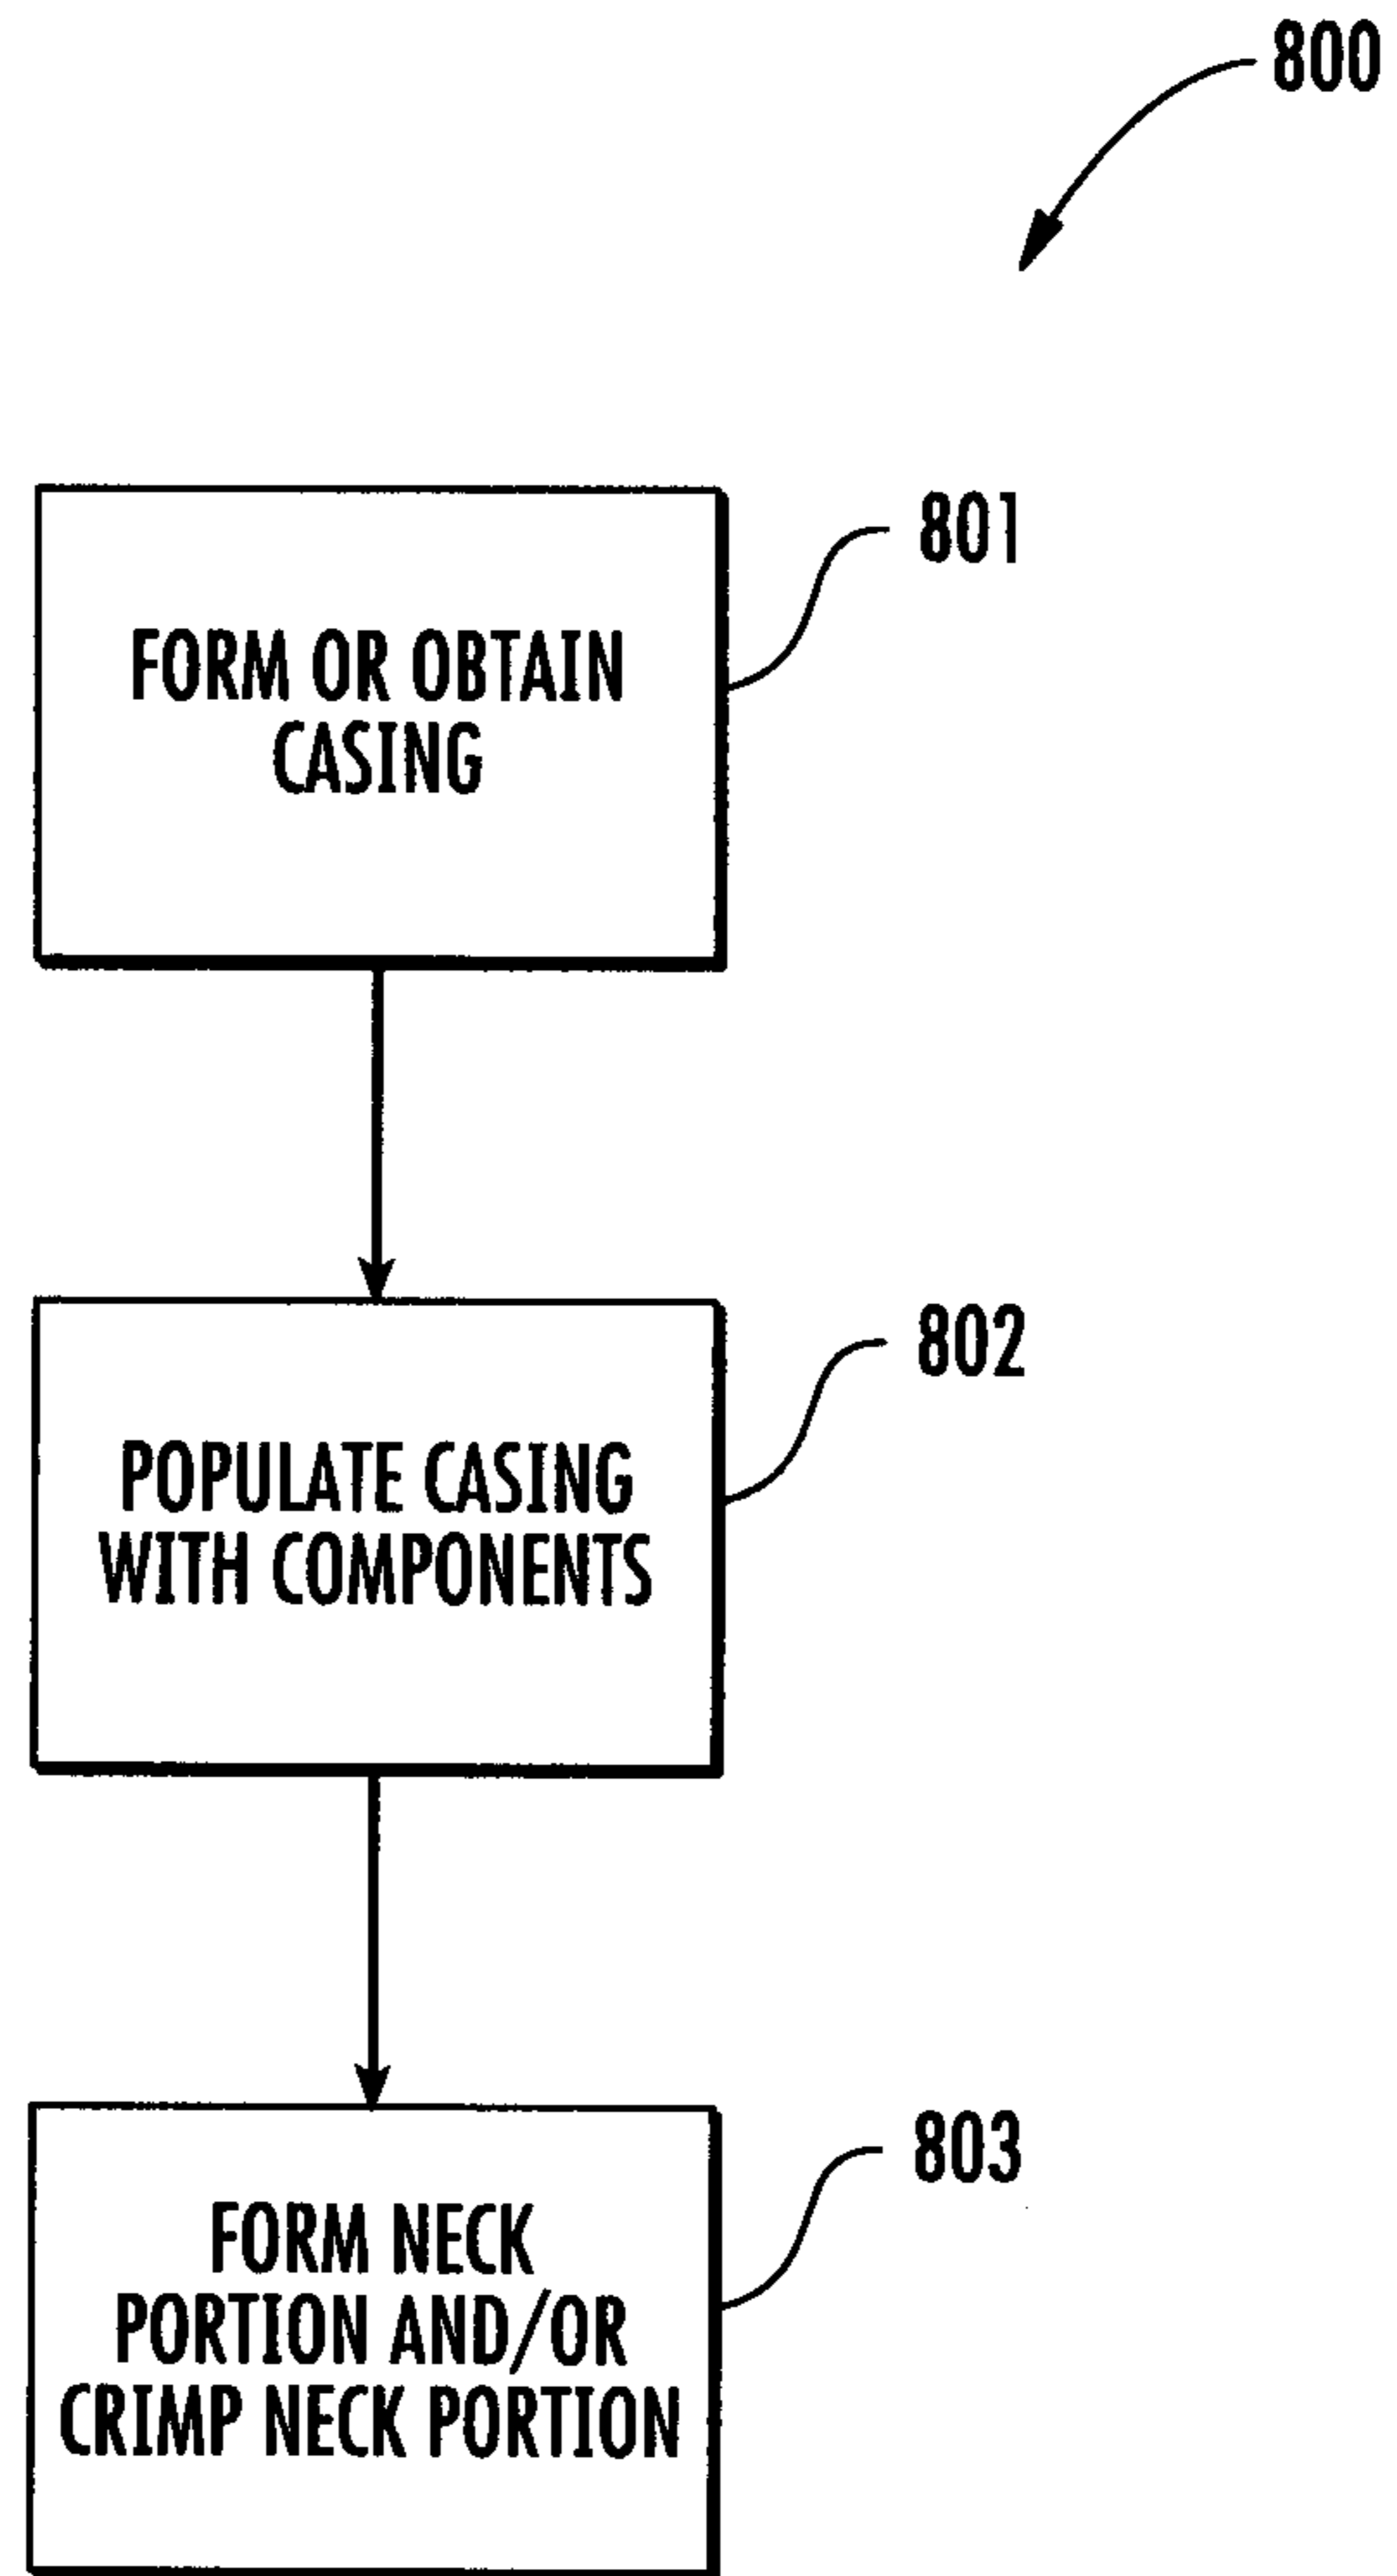 800
801
FORM OR OBTAIN
CASING
802
POPULATE CASING
WITH COMPONENTS
803
FORM NECK
PORTION AND/OR
CRIMP NECK PORTION